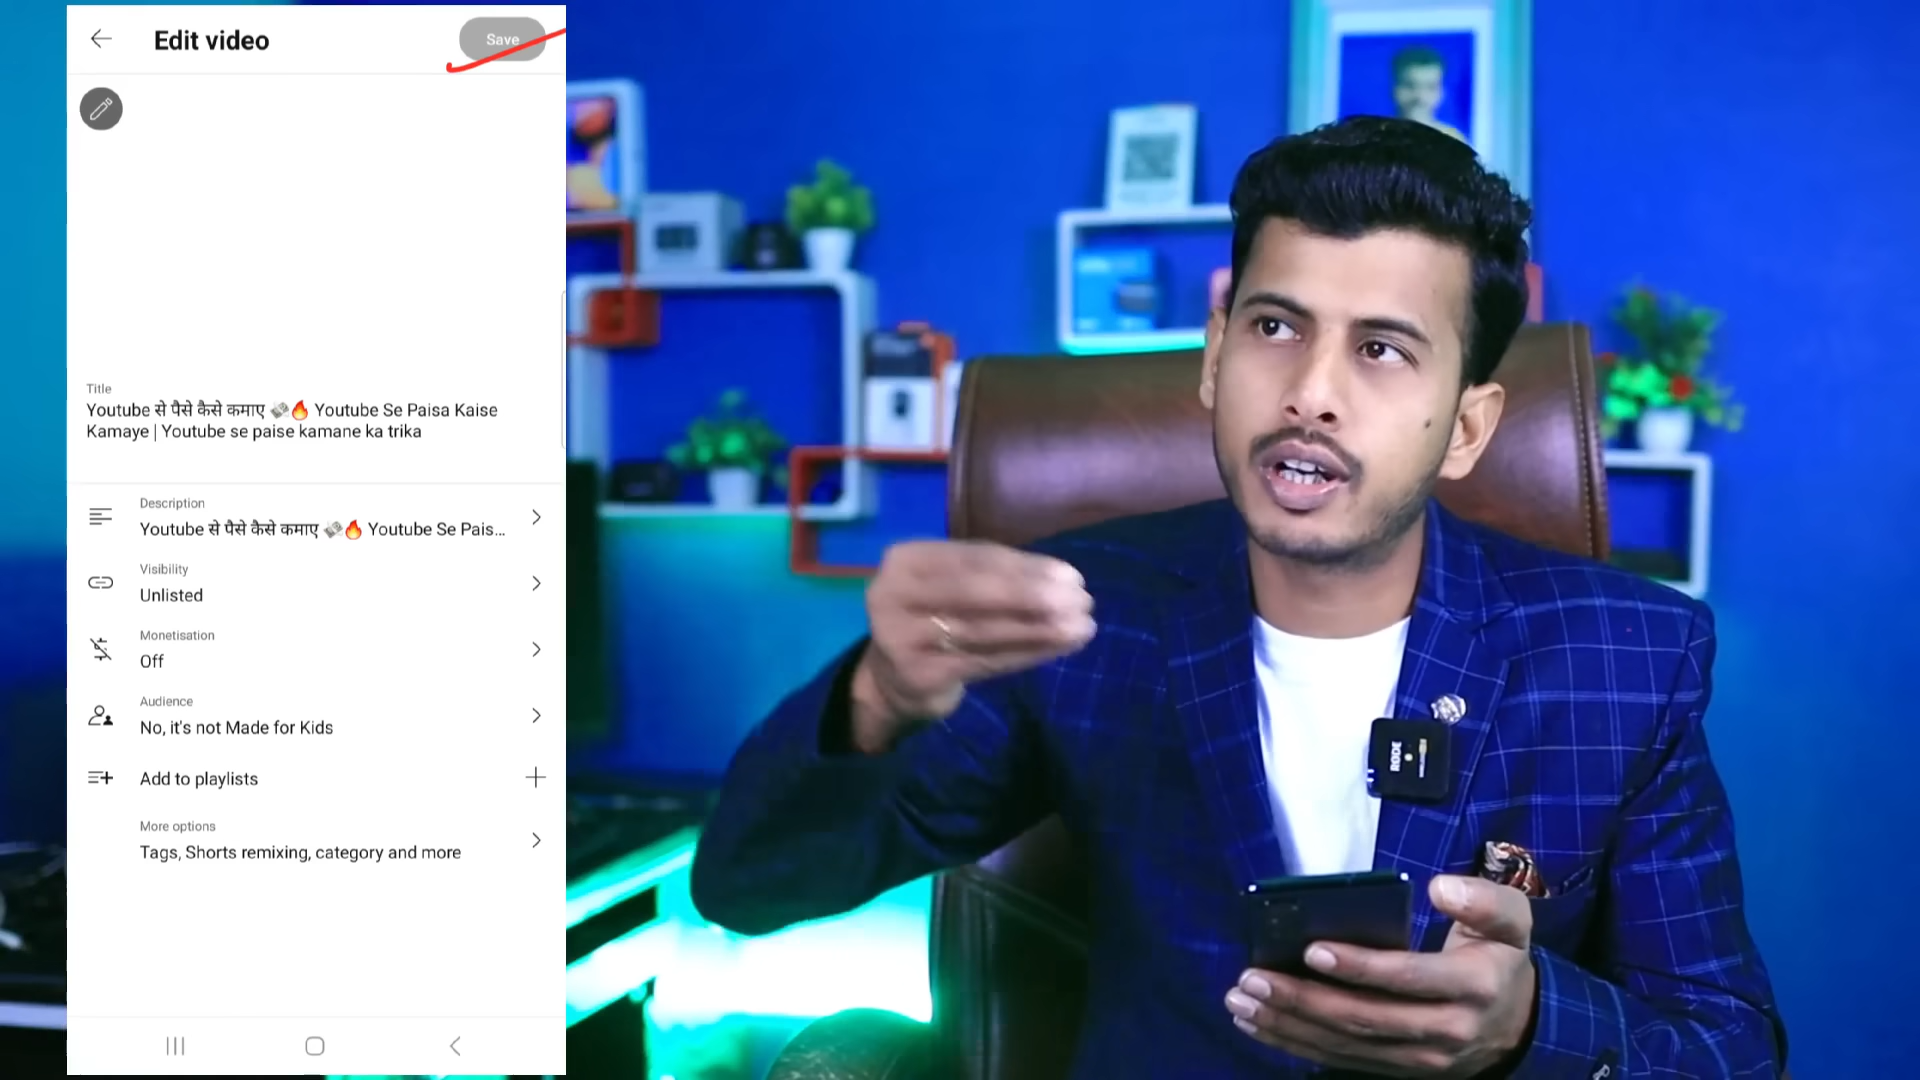 Edit video
Save
Title
Youtube से पैसे कैसे कमाए 💸🔥 Youtube Se Paisa Kaise
Kamaye | Youtube se paise kamane ka trika
Description
Youtube से पैसे कैसे कमाए 💸🔥 Youtube Se Pais...
Visibility
Unlisted
Monetisation
Off
Audience
No, it's not Made for Kids
Add to playlists
More options
Tags, Shorts remixing, category and more
RODE